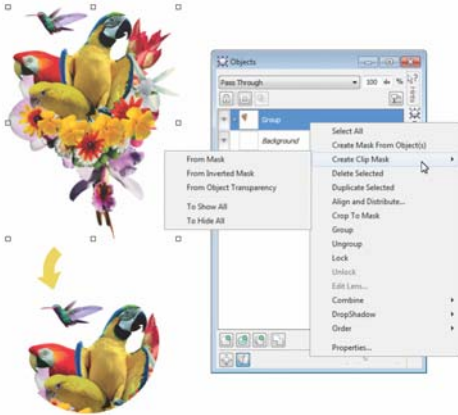 Objects
Pass Through
100
%
Hints
Group
Background
Select All
Create Mask From Object(s)
Create Clip Mask
Delete Selected
Duplicate Selected
Align and Distribute...
Crop To Mask
Group
Ungroup
Lock
Unlock
Edit Lens...
Combine
DropShadow
Order
Properties...
From Mask
From Inverted Mask
From Object Transparency
To Show All
To Hide All